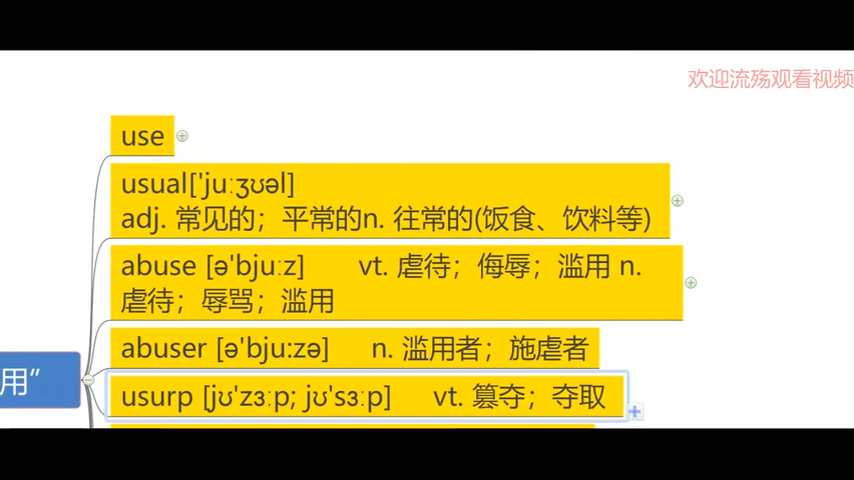 欢迎流殇观看视频
use
usual['juːʒʊəl]
adj. 常见的；平常的n. 往常的(饭食、饮料等)
abuse [ə'bjuːz] vt. 虐待；侮辱；滥用 n.
虐待；辱骂；滥用
abuser [ə'bju:zə] n. 滥用者；施虐者
用”
usurp [jʊ'zɜːp; jʊ'sɜːp] vt. 篡夺；夺取